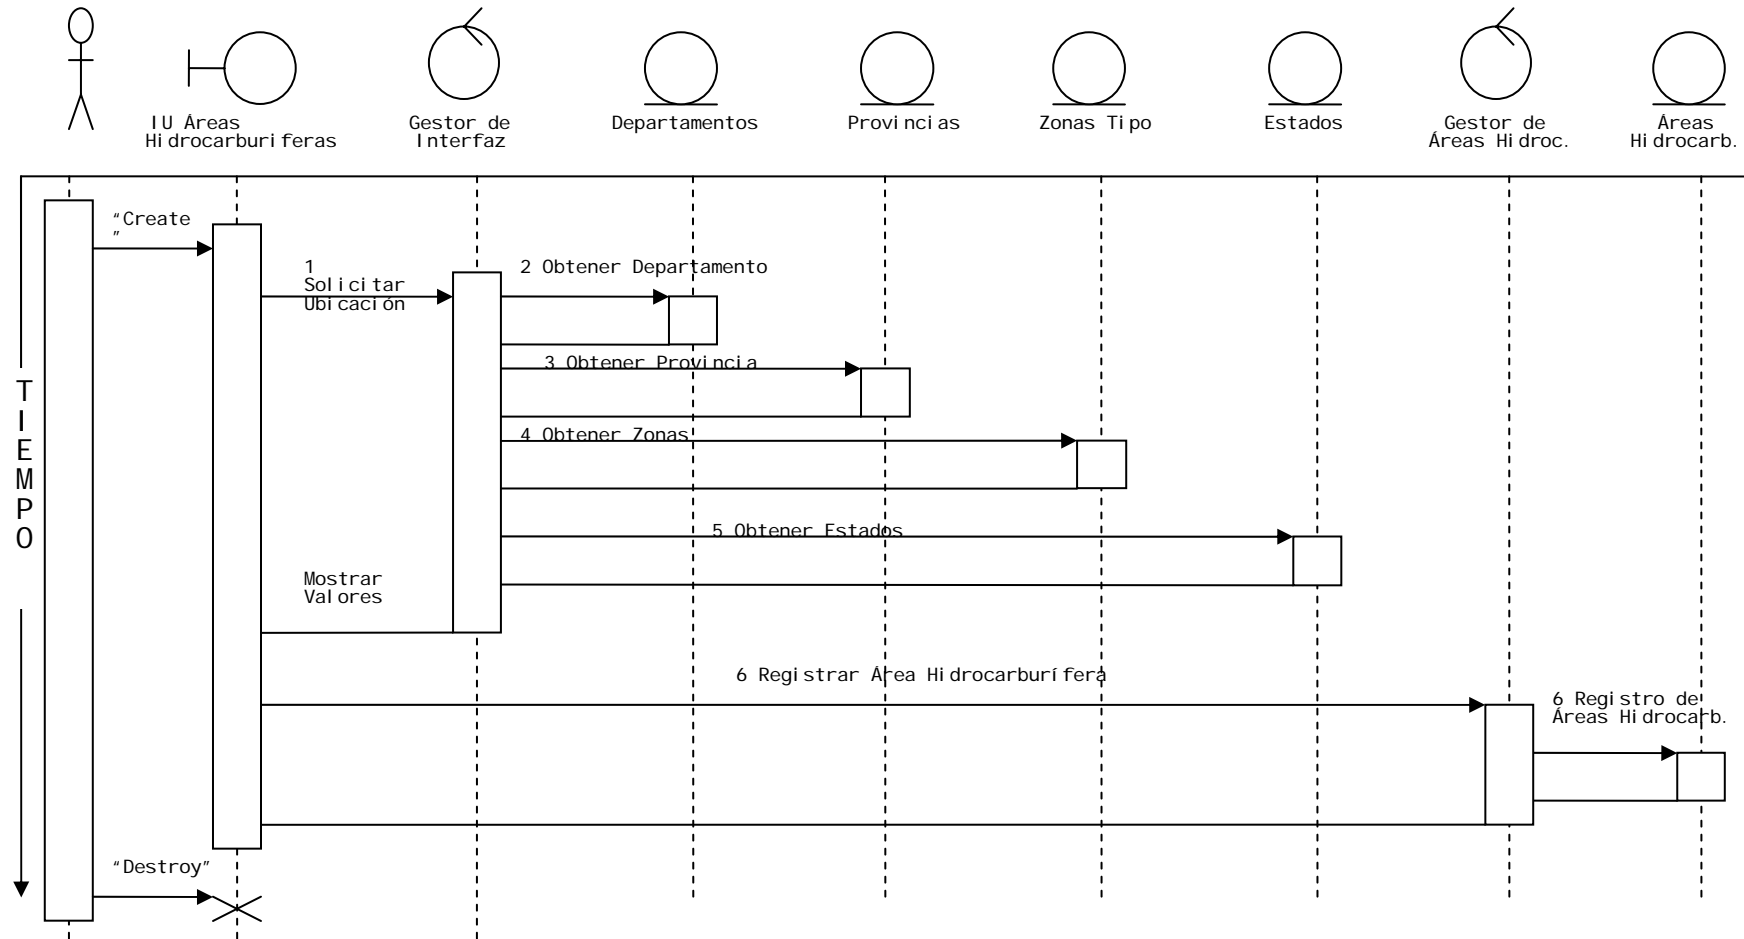 IU Áreas
Hidrocarburiferas
Gestor de
Interfaz
Departamentos
Provincias
Zonas Tipo
Estados
Gestor de
Áreas Hidroc.
Áreas
Hidrocarb.
“Create
”
1
Solicitar
Ubicación
2 Obtener Departamento
3 Obtener Provincia
4 Obtener Zonas
5 Obtener Estados
Mostrar
Valores
6 Registrar Área Hidrocarburífera
6 Registro de
Áreas Hidrocarb.
“Destroy”
T
I
E
M
P
O